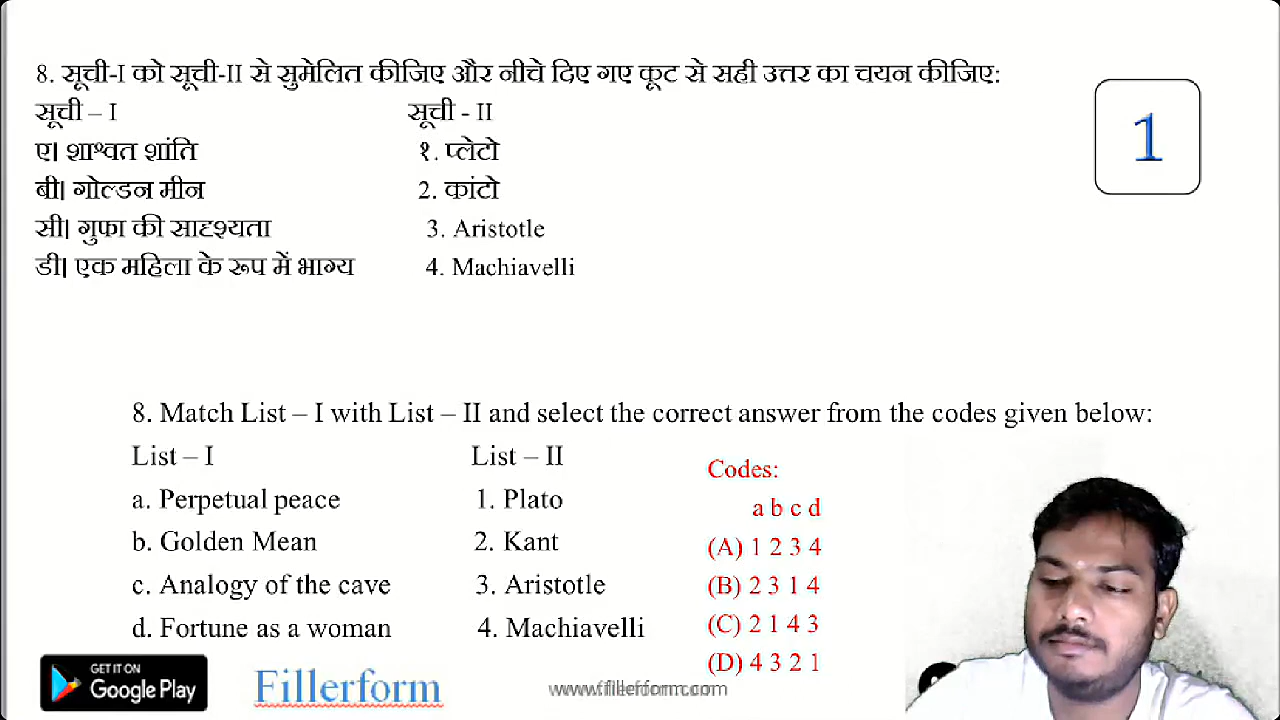 8. सूची-I को सूची-II से सुमेलित कीजिए और नीचे दिए गए कूट से सही उत्तर का चयन कीजिए:
सूची – I सूची - II
ए। शाश्वत शांति १. प्लेटो
बी। गोल्डन मीन 2. कांटो
सी। गुफा की सादृश्यता 3. Aristotle
डी। एक महिला के रूप में भाग्य 4. Machiavelli
1
8. Match List – I with List – II and select the correct answer from the codes given below:
List – I List – II
a. Perpetual peace 1. Plato
b. Golden Mean 2. Kant
c. Analogy of the cave 3. Aristotle
d. Fortune as a woman 4. Machiavelli
Codes:
a b c d
(A) 1 2 3 4
(B) 2 3 1 4
(C) 2 1 4 3
(D) 4 3 2 1
GET IT ON
Google Play
Fillerform
www.fillerform.com